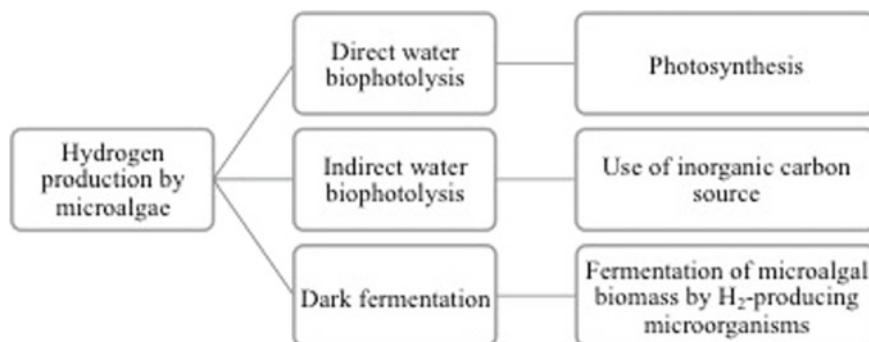 Hydrogen
production by
microalgae
Direct water
biophotolysis
Photosynthesis
Indirect water
biophotolysis
Use of inorganic carbon
source
Dark fermentation
Fermentation of microalgal
biomass by H₂-producing
microorganisms